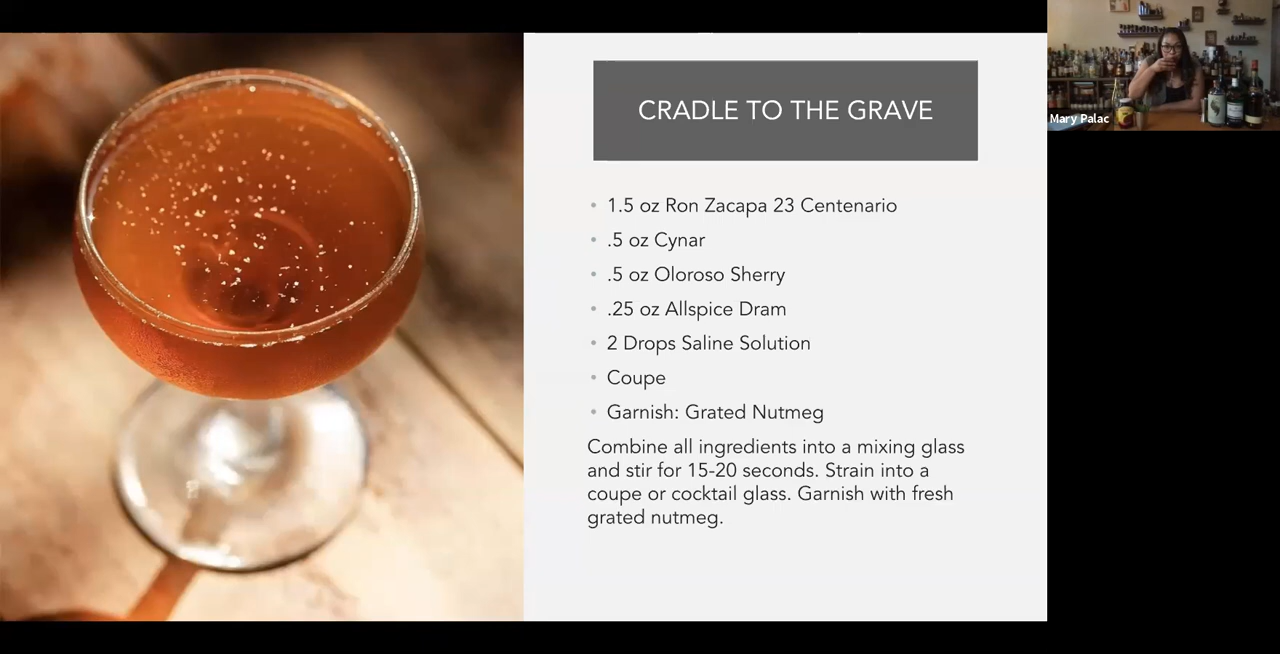 CRADLE TO THE GRAVE
• 1.5 oz Ron Zacapa 23 Centenario
• .5 oz Cynar
• .5 oz Oloroso Sherry
• .25 oz Allspice Dram
• 2 Drops Saline Solution
• Coupe
• Garnish: Grated Nutmeg
Combine all ingredients into a mixing glass
and stir for 15-20 seconds. Strain into a
coupe or cocktail glass. Garnish with fresh
grated nutmeg.
Mary Palac